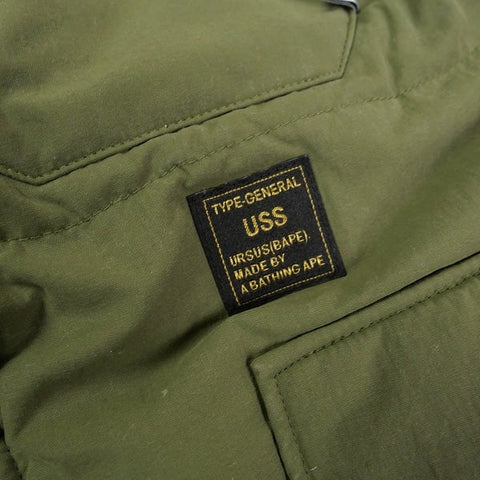 TYPE-GENERAL
USS
URSUS(BAPE).
MADE BY
A BATHING APE